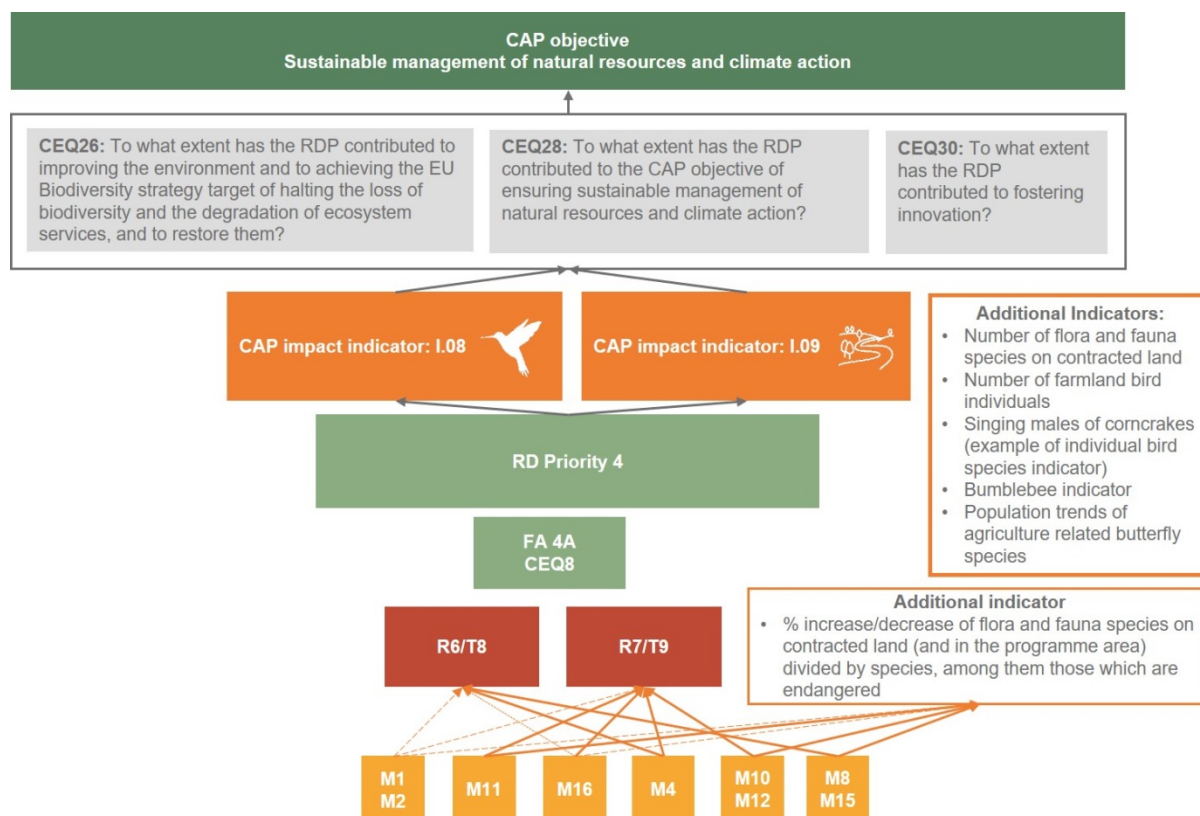 CAP objective
Sustainable management of natural resources and climate action
CEQ26: To what extent has the RDP contributed to
improving the environment and to achieving the EU
Biodiversity strategy target of halting the loss of
biodiversity and the degradation of ecosystem
services, and to restore them?
CEQ28: To what extent has the RDP
contributed to the CAP objective of
ensuring sustainable management of
natural resources and climate action?
CEQ30: To what extent
has the RDP
contributed to fostering
innovation?
CAP impact indicator: I.08
CAP impact indicator: I.09
Additional Indicators:
• Number of flora and fauna
species on contracted land
• Number of farmland bird
individuals
• Singing males of corncrakes
(example of individual bird
species indicator)
• Bumblebee indicator
• Population trends of
agriculture related butterfly
species
RD Priority 4
FA 4A
CEQ8
R6/T8
R7/T9
Additional indicator
• % increase/decrease of flora and fauna species on
contracted land (and in the programme area)
divided by species, among them those which are
endangered
M1
M2
M11
M16
M4
M10
M12
M8
M15